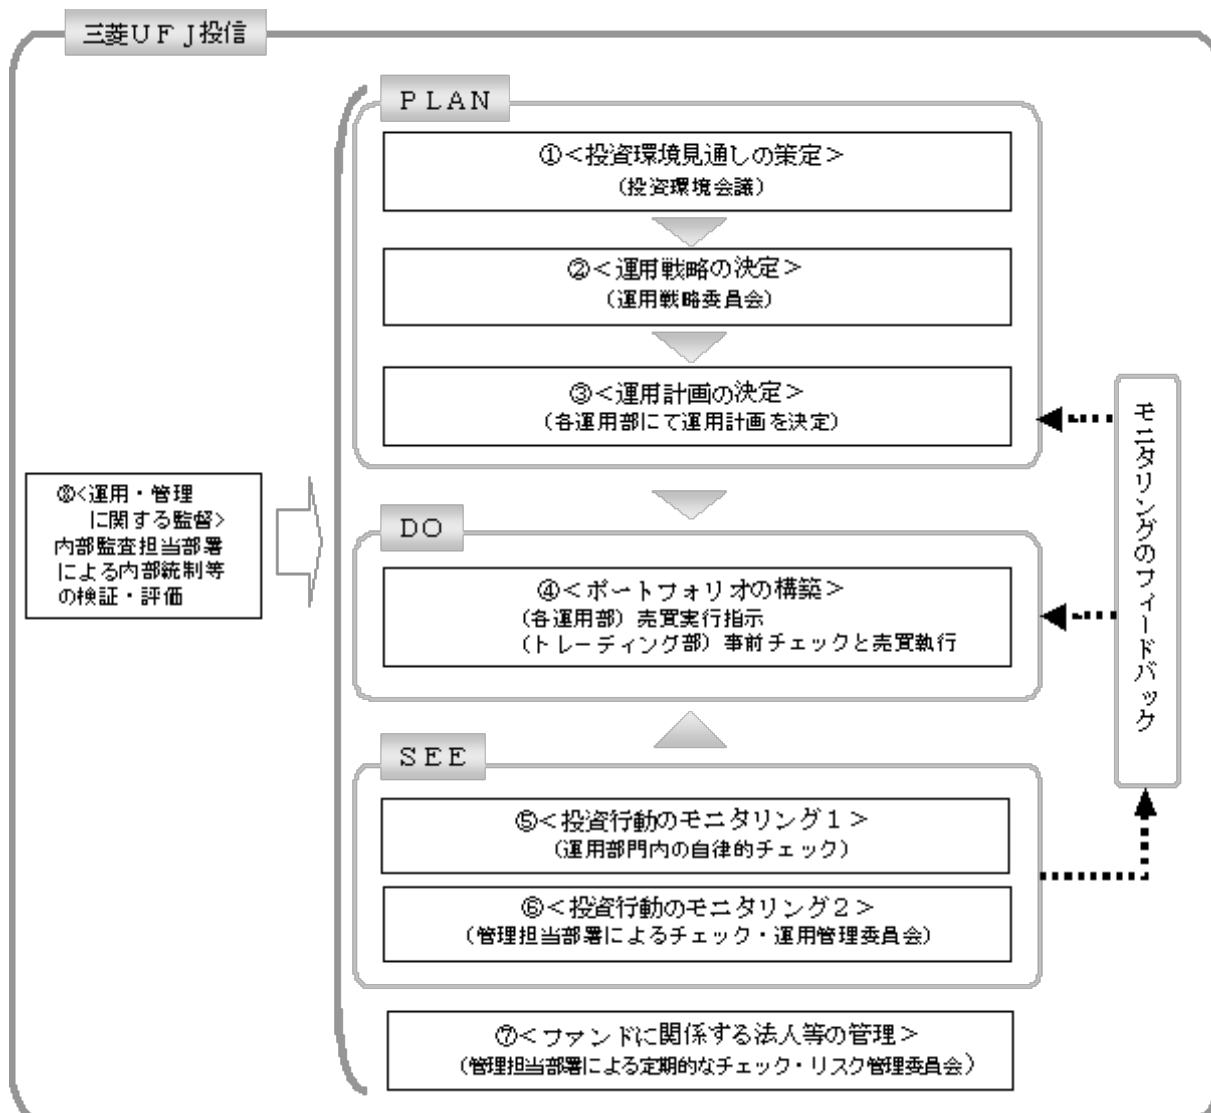 三菱ＵＦＪ投信
ＰＬＡＮ
①＜投資環境見通しの策定＞
（投資環境会議）
②＜運用戦略の決定＞
（運用戦略委員会）
③＜運用計画の決定＞
（各運用部にて運用計画を決定）
⑧＜運用・管理
に関する監督＞
内部監査担当部署
による内部統制等
の検証・評価
ＤＯ
④＜ポートフォリオの構築＞
（各運用部）売買実行指示
（トレーディング部）事前チェックと売買執行
ＳＥＥ
⑤＜投資行動のモニタリング１＞
（運用部門内の自律的チェック）
⑥＜投資行動のモニタリング２＞
（管理担当部署によるチェック・運用管理委員会）
⑦＜ファンドに関係する法人等の管理＞
（管理担当部署による定期的なチェック・リスク管理委員会）
モニタリングのフィードバック